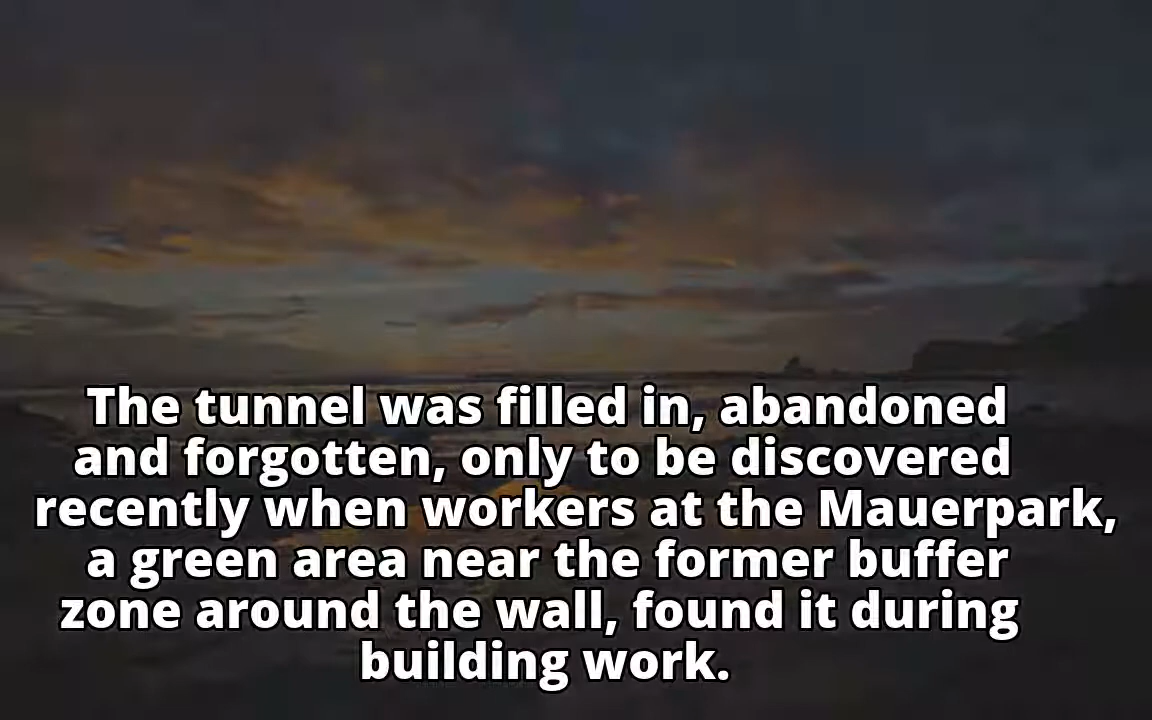 The tunnel was filled in, abandoned
and forgotten, only to be discovered
recently when workers at the Mauerpark,
a green area near the former buffer
zone around the wall, found it during
building work.